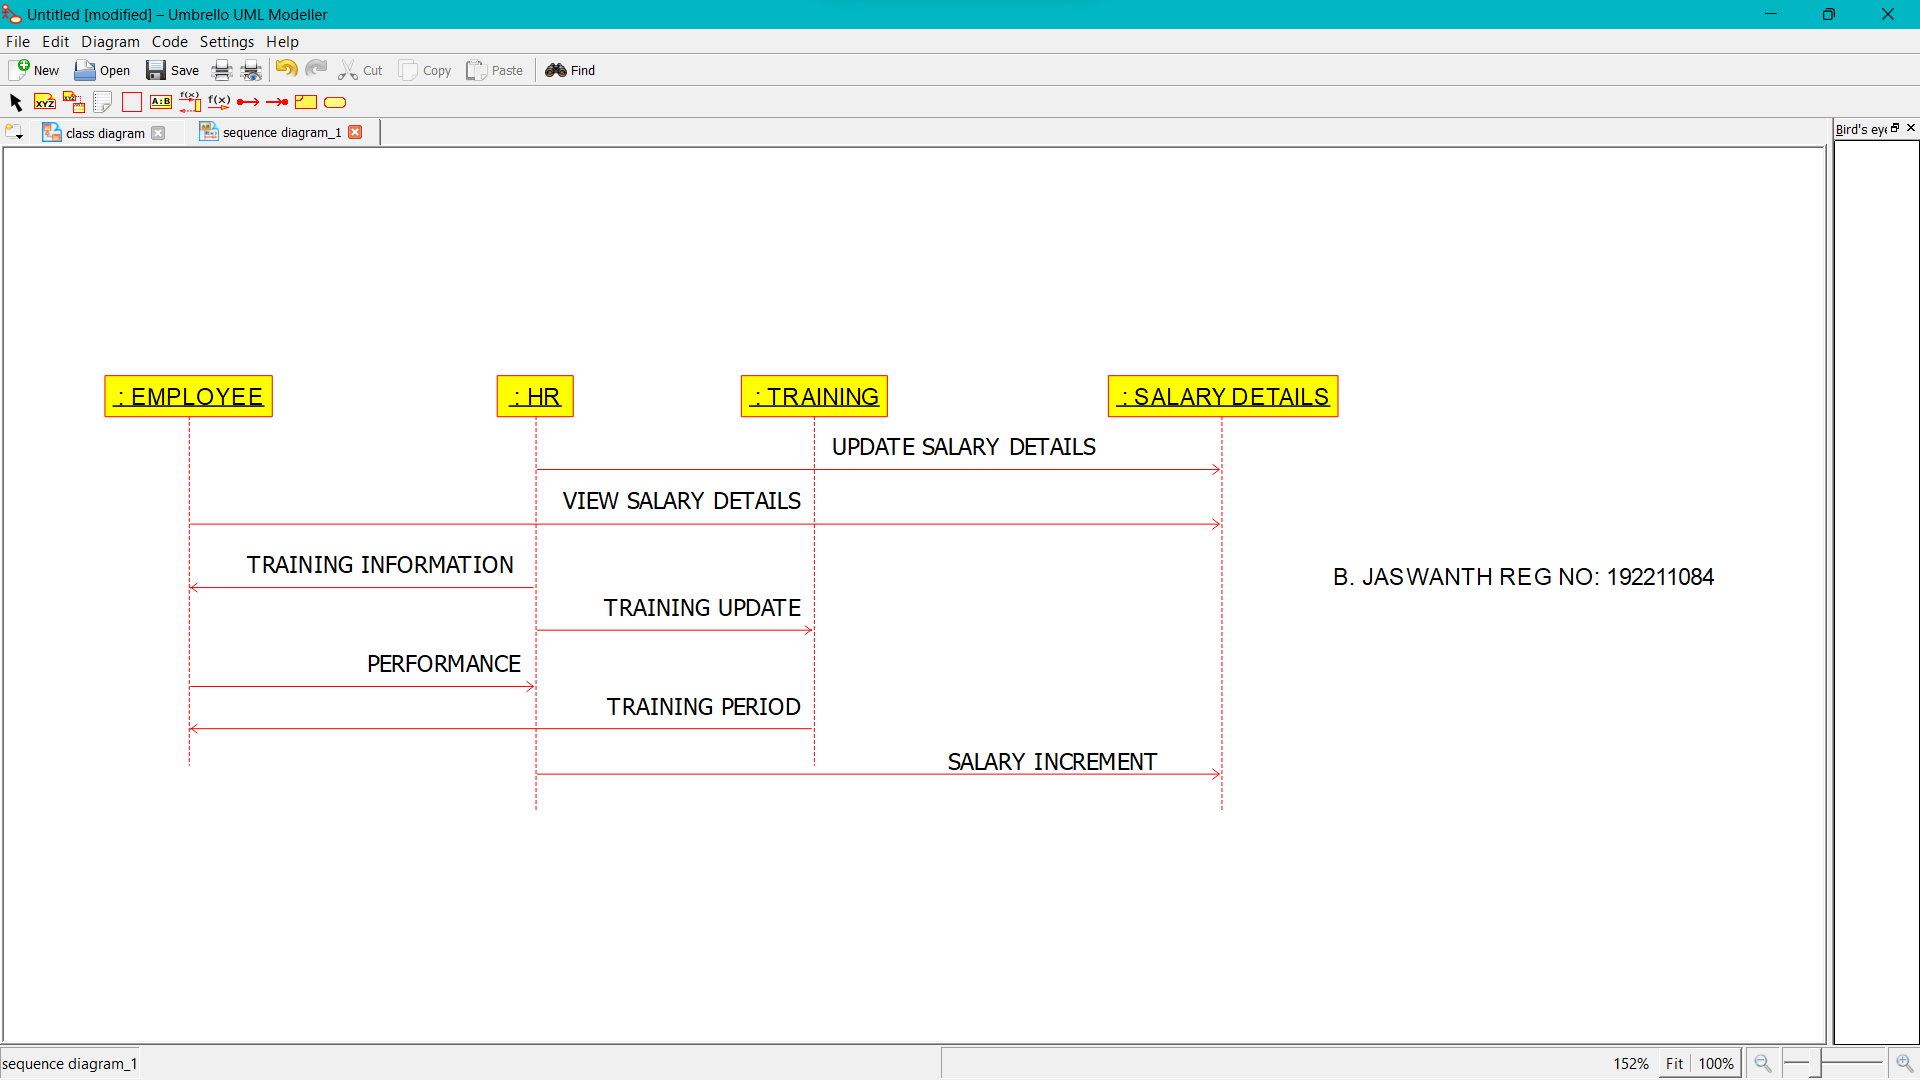 Untitled [modified] – Umbrello UML Modeller
File Edit Diagram Code Settings Help
New Open Save Cut Copy Paste Find
XYZ XYZ A:B f(x) f(x)
class diagram sequence diagram_1
Bird's eye
: EMPLOYEE : HR : TRAINING : SALARY DETAILS
UPDATE SALARY DETAILS
VIEW SALARY DETAILS
TRAINING INFORMATION
B. JASWANTH REG NO: 192211084
TRAINING UPDATE
PERFORMANCE
TRAINING PERIOD
SALARY INCREMENT
sequence diagram_1
152% Fit 100%